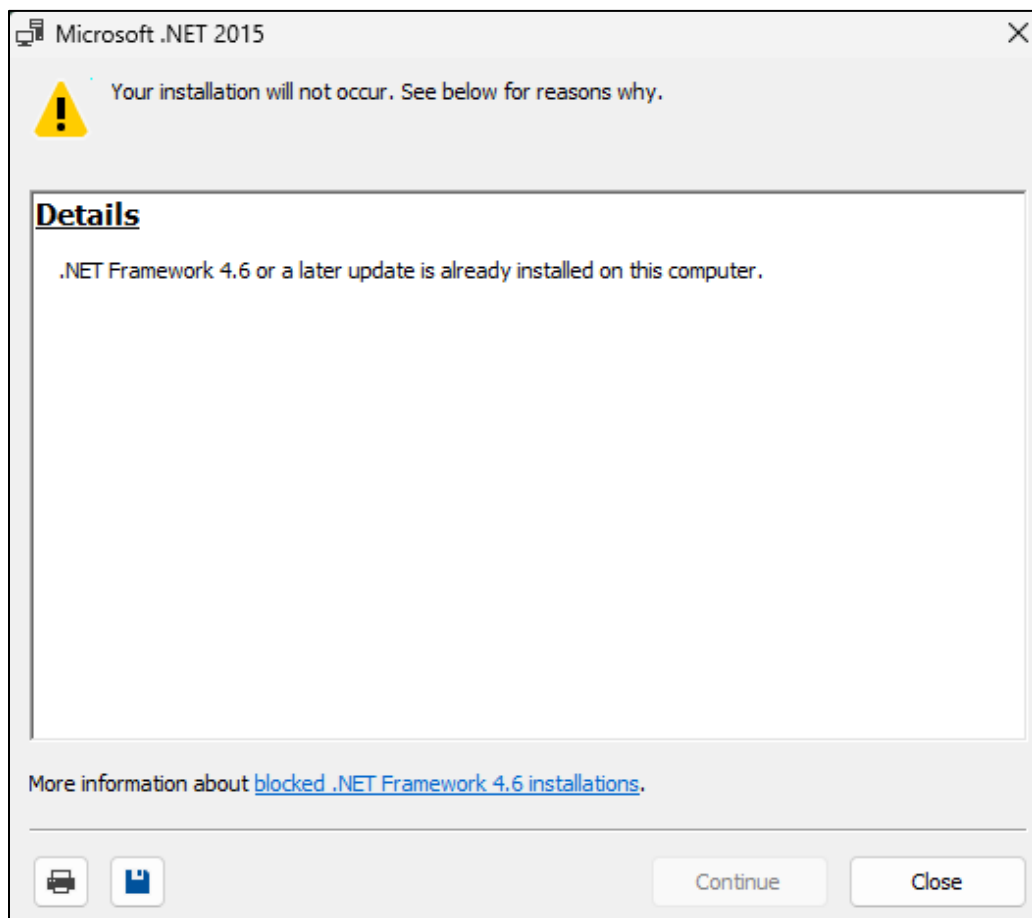 Microsoft .NET 2015
Your installation will not occur. See below for reasons why.
Details
.NET Framework 4.6 or a later update is already installed on this computer.
More information about blocked .NET Framework 4.6 installations.
Continue
Close